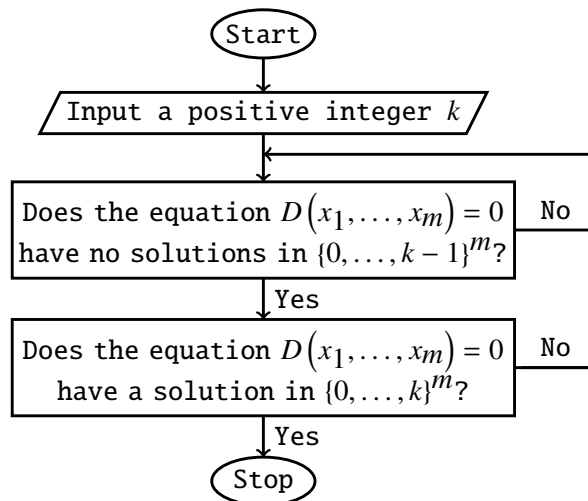 Start
Input a positive integer k
Does the equation D(x₁, . . . , xₘ) = 0
have no solutions in {0, . . . , k − 1}ᵐ?
No
Yes
Does the equation D(x₁, . . . , xₘ) = 0
have a solution in {0, . . . , k}ᵐ?
No
Yes
Stop